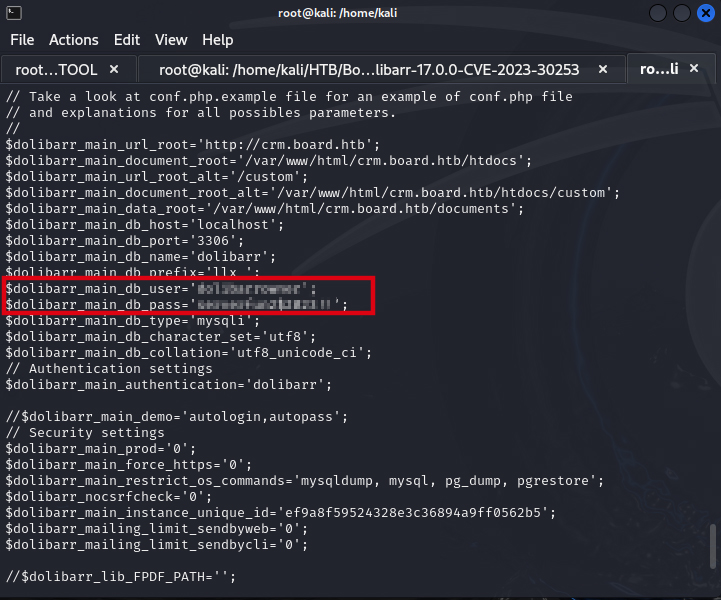 root@kali: /home/kali
File Actions Edit View Help
root…TOOL × root@kali: /home/kali/HTB/Bo…libarr-17.0.0-CVE-2023-30253 × ro…li ×
// Take a look at conf.php.example file for an example of conf.php file
// and explanations for all possibles parameters.
//
$dolibarr_main_url_root='http://crm.board.htb';
$dolibarr_main_document_root='/var/www/html/crm.board.htb/htdocs';
$dolibarr_main_url_root_alt='/custom';
$dolibarr_main_document_root_alt='/var/www/html/crm.board.htb/htdocs/custom';
$dolibarr_main_data_root='/var/www/html/crm.board.htb/documents';
$dolibarr_main_db_host='localhost';
$dolibarr_main_db_port='3306';
$dolibarr_main_db_name='dolibarr';
$dolibarr_main_db_prefix='llx_';
$dolibarr_main_db_user='
$dolibarr_main_db_pass='
$dolibarr_main_db_type='mysqli';
$dolibarr_main_db_character_set='utf8';
$dolibarr_main_db_collation='utf8_unicode_ci';
// Authentication settings
$dolibarr_main_authentication='dolibarr';
//$dolibarr_main_demo='autologin,autopass';
// Security settings
$dolibarr_main_prod='0';
$dolibarr_main_force_https='0';
$dolibarr_main_restrict_os_commands='mysqldump, mysql, pg_dump, pgrestore';
$dolibarr_nocsrfcheck='0';
$dolibarr_main_instance_unique_id='ef9a8f59524328e3c36894a9ff0562b5';
$dolibarr_mailing_limit_sendbyweb='0';
$dolibarr_mailing_limit_sendbycli='0';
//$dolibarr_lib_FPDF_PATH='';